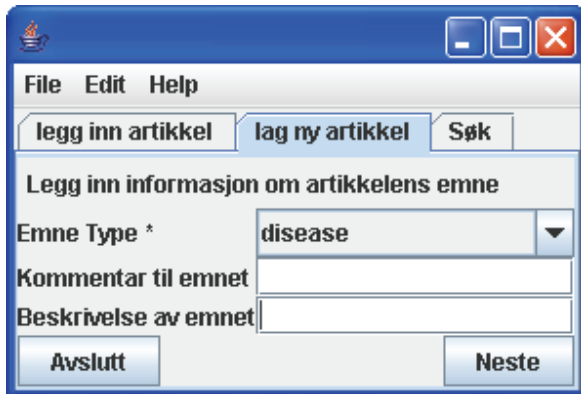 File Edit Help
legg inn artikkel lag ny artikkel Søk
Legg inn informasjon om artikkelens emne
Emne Type * disease
Kommentar til emnet
Beskrivelse av emnet
Avslutt Neste